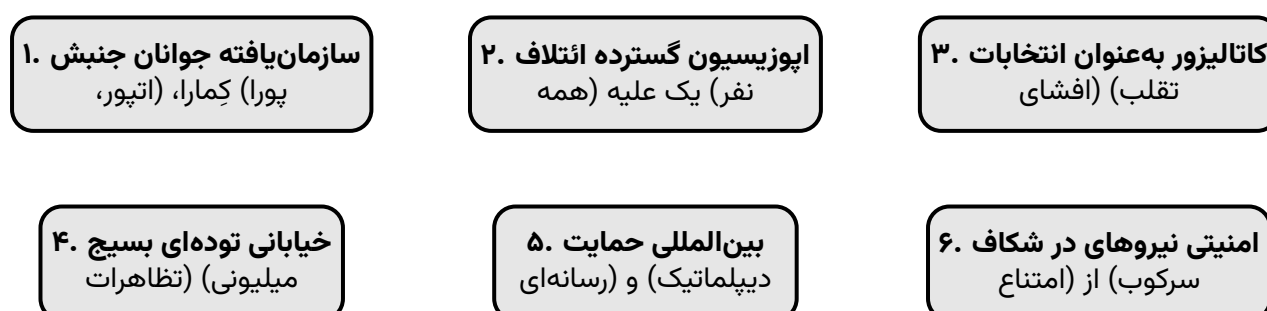 سازمان‌یافته جوانان جنبش .۱
پورا) کِمارا، (اتپور،
اپوزیسیون گسترده ائتلاف .۲
نفر) یک علیه (همه
کاتالیزور به‌عنوان انتخابات .۳
تقلب) (افشای
خیابانی توده‌ای بسیج .۴
میلیونی) (تظاهرات
بین‌المللی حمایت .۵
دیپلماتیک) و (رسانه‌ای
امنیتی نیروهای در شکاف .۶
سرکوب) از (امتناع